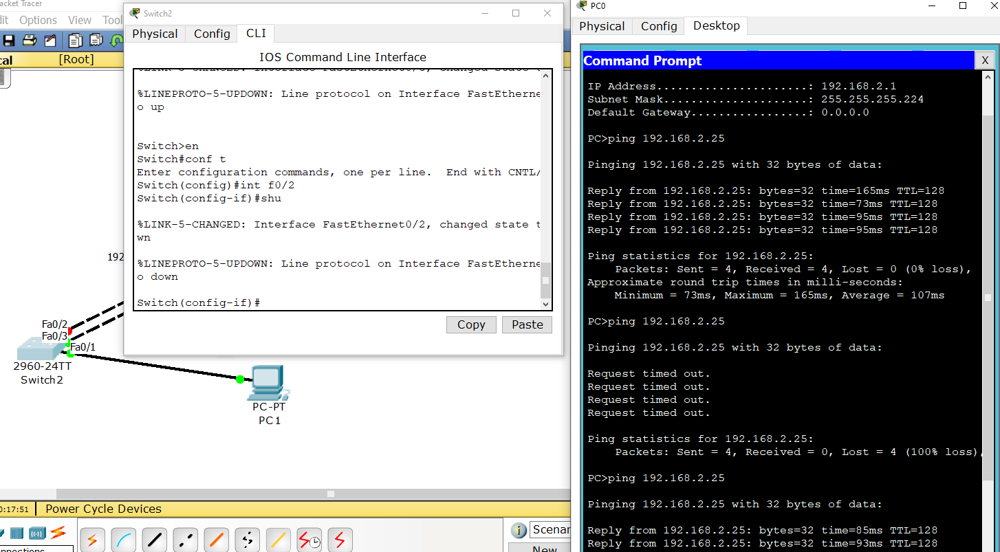 acket Tracer
dit Options View Tool
cal [Root]
Switch2
Physical Config CLI
IOS Command Line Interface
%LINK-5-CHANGED: Interface FastEthernet0/3, changed state t
%LINEPROTO-5-UPDOWN: Line protocol on Interface FastEtherne
o up
Switch>en
Switch#conf t
Enter configuration commands, one per line.  End with CNTL/
Switch(config)#int f0/2
Switch(config-if)#shu
%LINK-5-CHANGED: Interface FastEthernet0/2, changed state t
wn
%LINEPROTO-5-UPDOWN: Line protocol on Interface FastEtherne
o down
Switch(config-if)#
Copy Paste
192
Fa0/2
Fa0/3
Fa0/1
2960-24TT
Switch2
PC-PT
PC1
0:17:51 Power Cycle Devices
nnections
i Scenar
New
PC0
Physical Config Desktop
Command Prompt X
IP Address......................: 192.168.2.1
Subnet Mask.....................: 255.255.255.224
Default Gateway.................: 0.0.0.0
PC>ping 192.168.2.25
Pinging 192.168.2.25 with 32 bytes of data:
Reply from 192.168.2.25: bytes=32 time=165ms TTL=128
Reply from 192.168.2.25: bytes=32 time=73ms TTL=128
Reply from 192.168.2.25: bytes=32 time=95ms TTL=128
Reply from 192.168.2.25: bytes=32 time=95ms TTL=128
Ping statistics for 192.168.2.25:
Packets: Sent = 4, Received = 4, Lost = 0 (0% loss),
Approximate round trip times in milli-seconds:
Minimum = 73ms, Maximum = 165ms, Average = 107ms
PC>ping 192.168.2.25
Pinging 192.168.2.25 with 32 bytes of data:
Request timed out.
Request timed out.
Request timed out.
Request timed out.
Ping statistics for 192.168.2.25:
Packets: Sent = 4, Received = 0, Lost = 4 (100% loss),
PC>ping 192.168.2.25
Pinging 192.168.2.25 with 32 bytes of data:
Reply from 192.168.2.25: bytes=32 time=85ms TTL=128
Reply from 192.168.2.25: bytes=32 time=93ms TTL=128